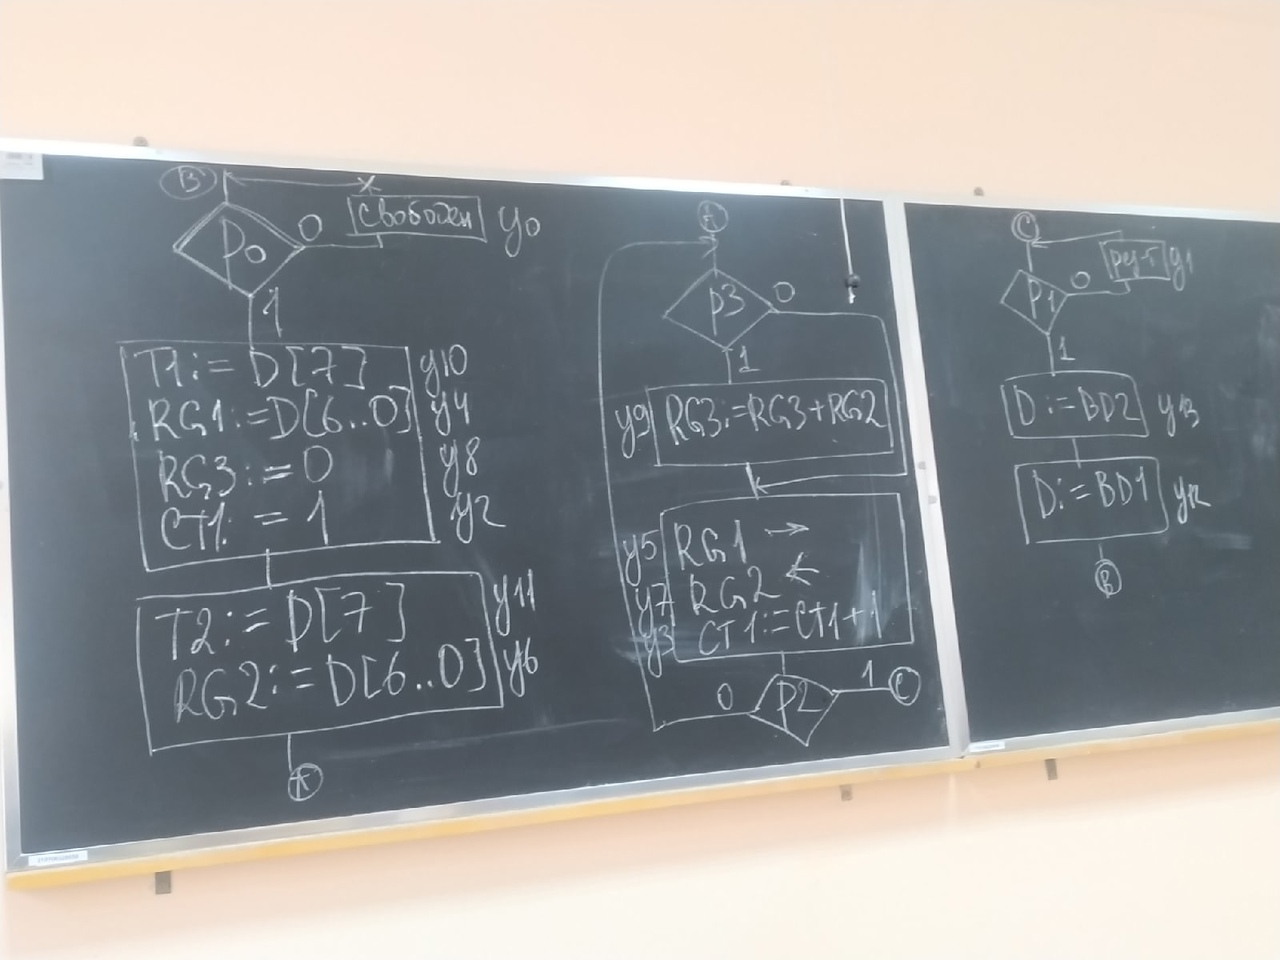 B
P0
0
свободен y0
1
T1:= D[7] y10
RG1:=D[6..0] y4
RG3:=0 y8
CT1:=1 y2
T2:=D[7] y11
RG2:=D[6..0] y6
A
A
P3
0
1
y9 RG3:=RG3+RG2
y5 RG1 →
y7 RG2 ←
y3 CT1:=CT1+1
0 P2 1 C
C
P1
0
рез-т y1
1
D:=BD2 y13
D:=BD1 y12
B